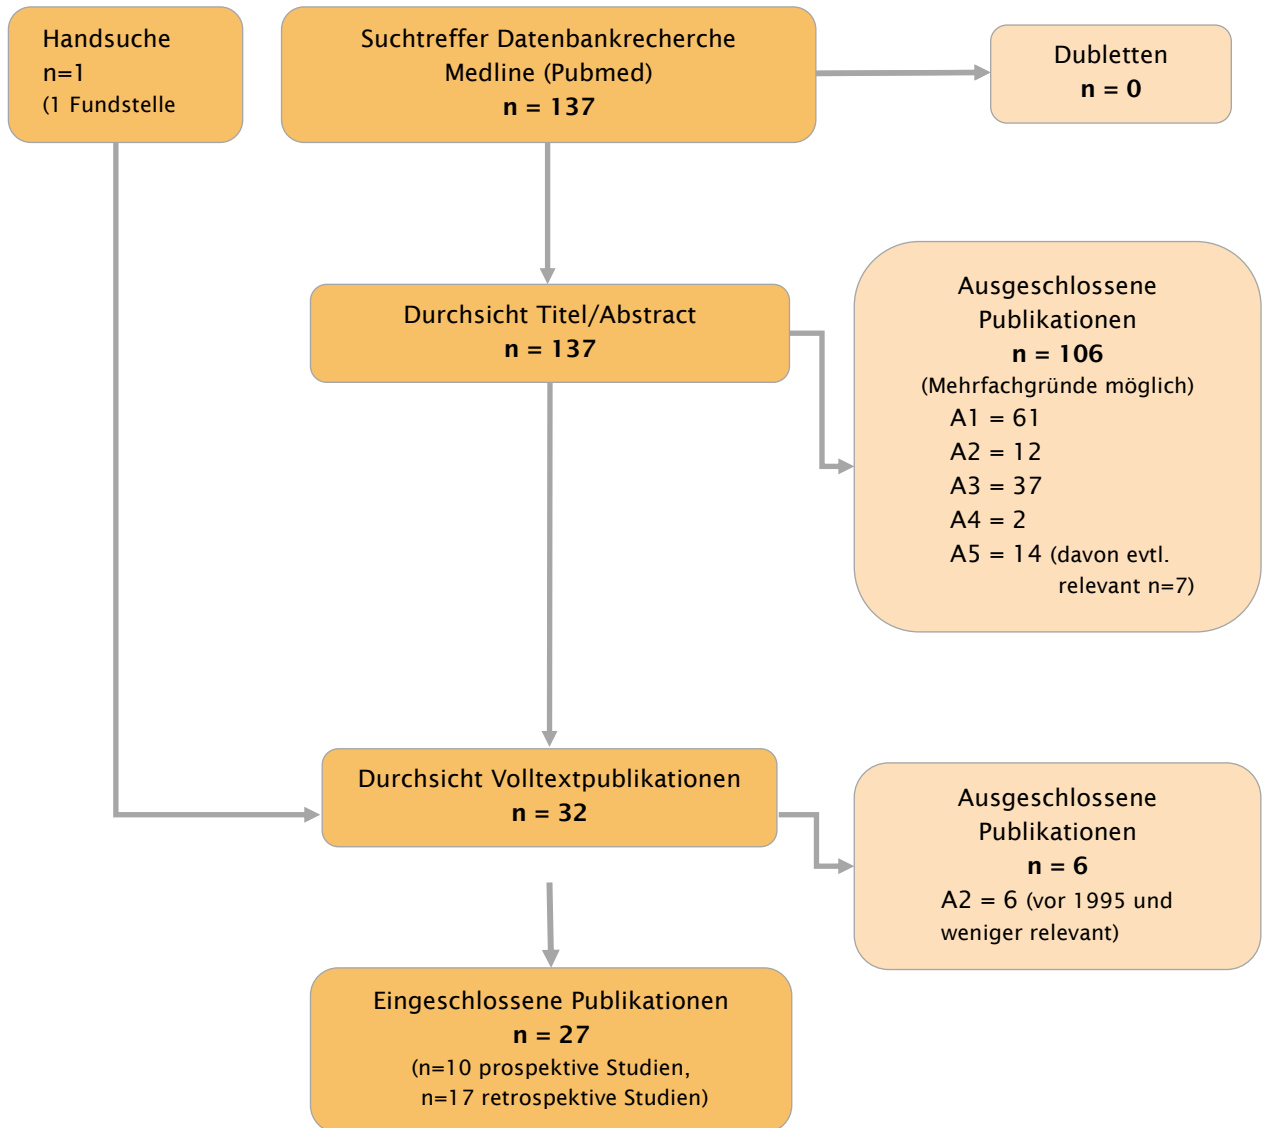 Handsuche
n=1
(1 Fundstelle
Suchtreffer Datenbankrecherche
Medline (Pubmed)
n = 137
Dubletten
n = 0
Durchsicht Titel/Abstract
n = 137
Ausgeschlossene
Publikationen
n = 106
(Mehrfachgründe möglich)
A1 = 61
A2 = 12
A3 = 37
A4 = 2
A5 = 14 (davon evtl.
relevant n=7)
Durchsicht Volltextpublikationen
n = 32
Ausgeschlossene
Publikationen
n = 6
A2 = 6 (vor 1995 und
weniger relevant)
Eingeschlossene Publikationen
n = 27
(n=10 prospektive Studien,
n=17 retrospektive Studien)